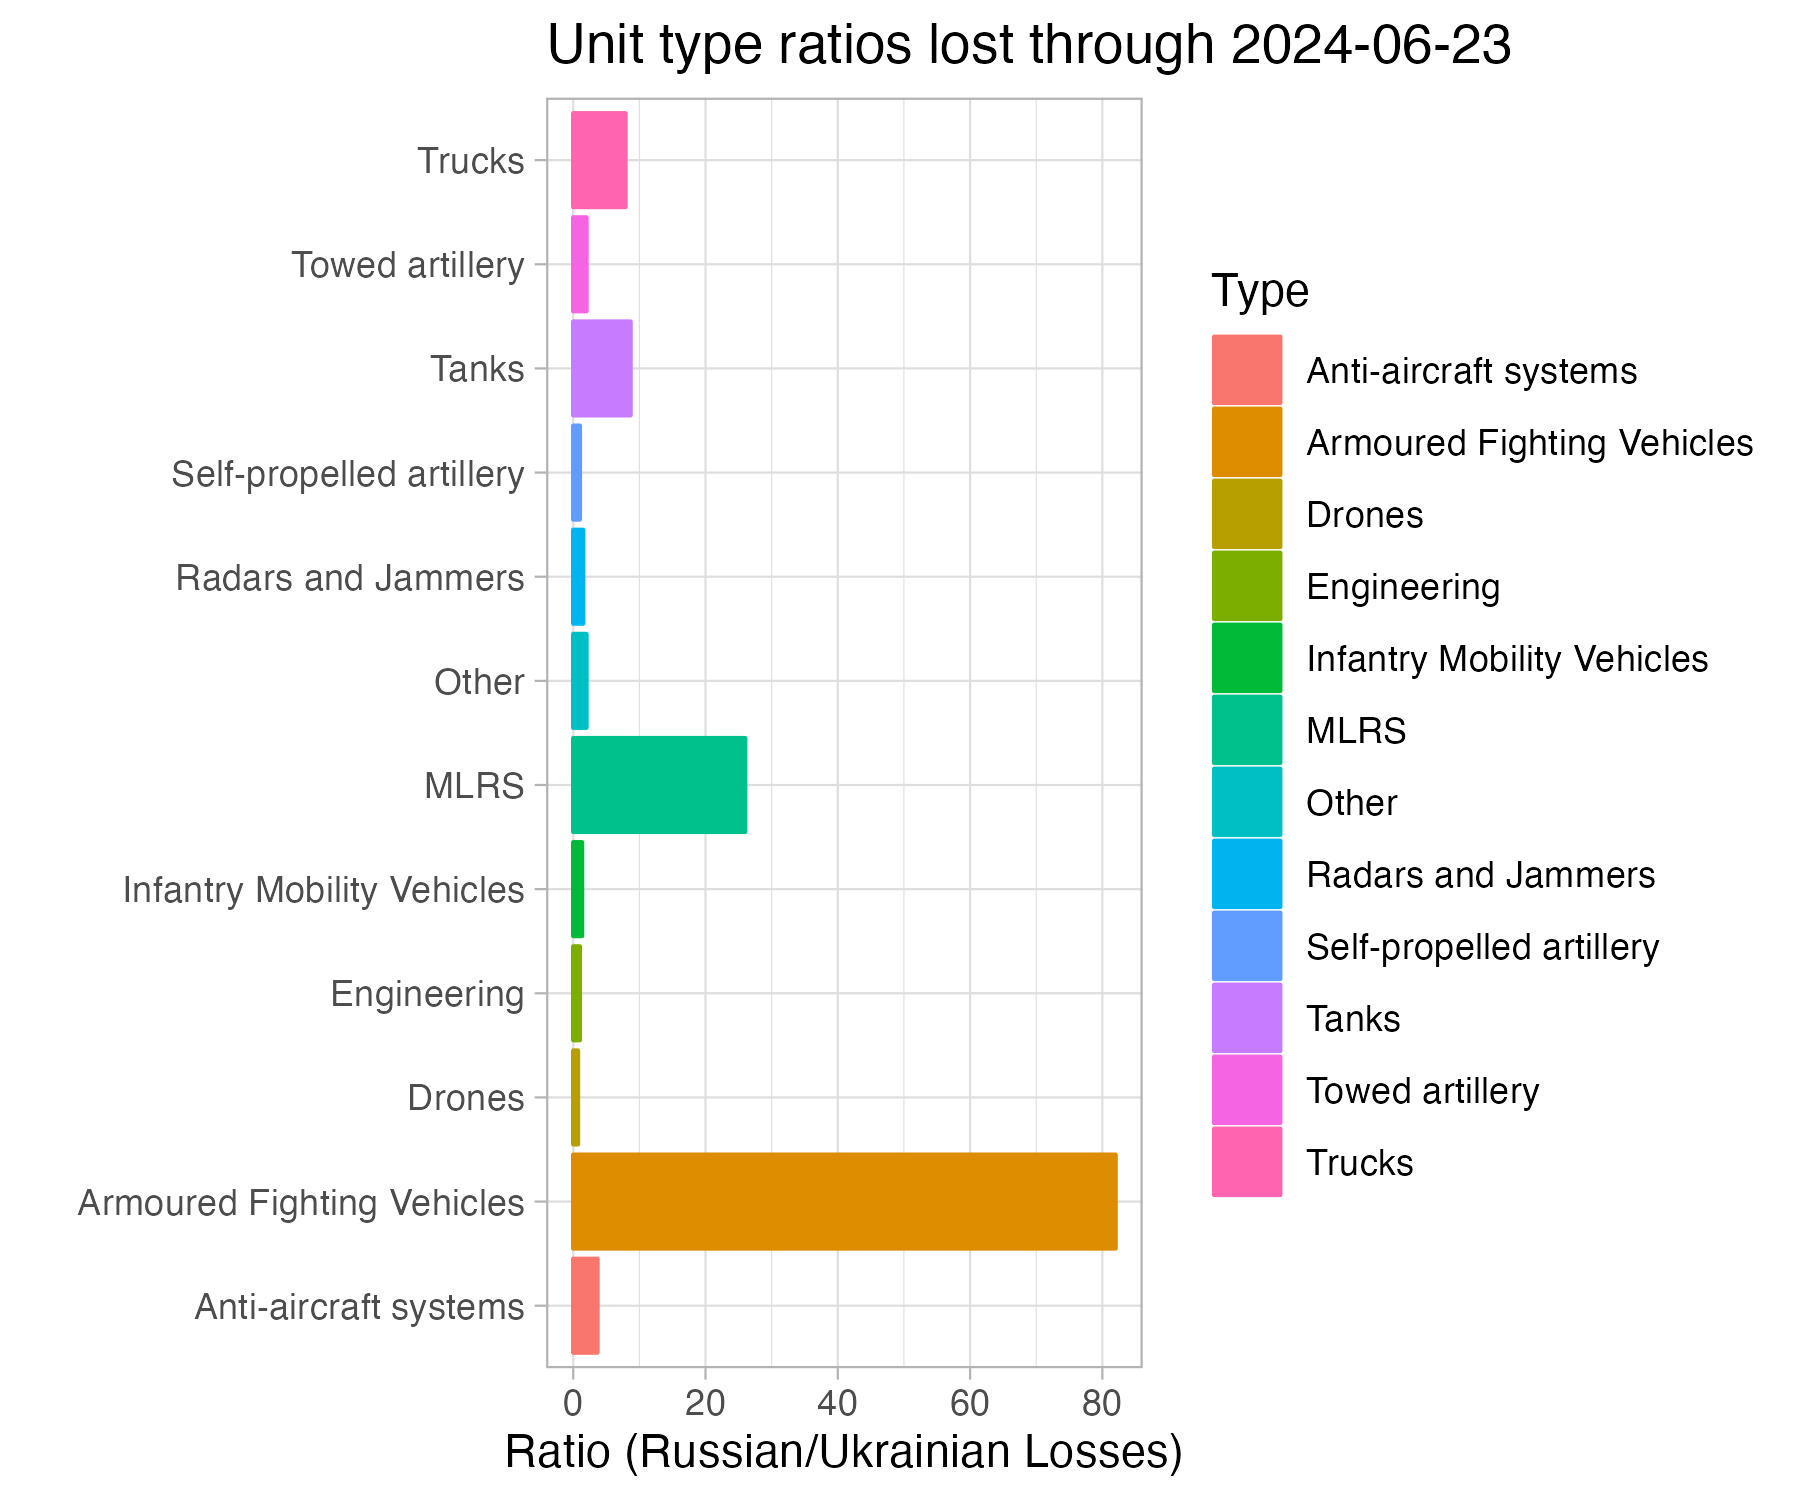 Unit type ratios lost through 2024-06-23
Trucks
Towed artillery
Tanks
Self-propelled artillery
Radars and Jammers
Other
MLRS
Infantry Mobility Vehicles
Engineering
Drones
Armoured Fighting Vehicles
Anti-aircraft systems
0 20 40 60 80
Ratio (Russian/Ukrainian Losses)
Type
Anti-aircraft systems
Armoured Fighting Vehicles
Drones
Engineering
Infantry Mobility Vehicles
MLRS
Other
Radars and Jammers
Self-propelled artillery
Tanks
Towed artillery
Trucks